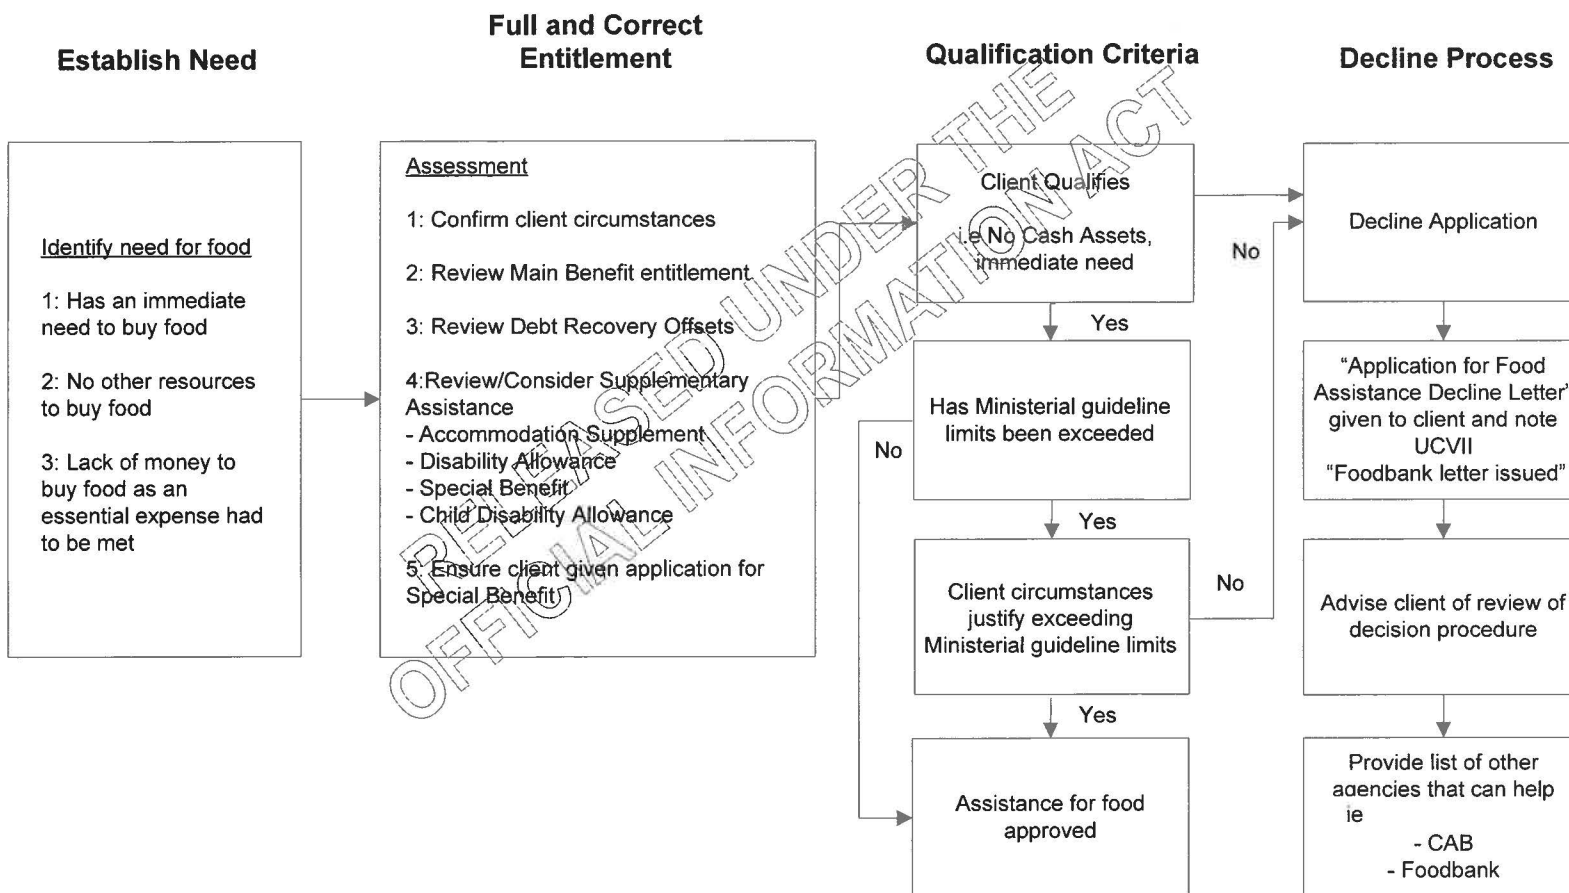 Establish Need
Full and Correct
Entitlement
Qualification Criteria
Decline Process
Identify need for food
1: Has an immediate
need to buy food
2: No other resources
to buy food
3: Lack of money to
buy food as an
essential expense had
to be met
Assessment
1: Confirm client circumstances
2: Review Main Benefit entitlement
3: Review Debt Recovery Offsets
4:Review/Consider Supplementary
Assistance
- Accommodation Supplement
- Disability Allowance
- Special Benefit
- Child Disability Allowance
5: Ensure client given application for
Special Benefit
Client Qualifies
i.e No Cash Assets,
immediate need
No
Yes
Has Ministerial guideline
limits been exceeded
No
Yes
Client circumstances
justify exceeding
Ministerial guideline limits
No
Yes
Assistance for food
approved
Decline Application
"Application for Food
Assistance Decline Letter"
given to client and note
UCVII
"Foodbank letter issued"
Advise client of review of
decision procedure
Provide list of other
agencies that can help
ie
- CAB
- Foodbank
RELEASED UNDER THE
OFFICIAL INFORMATION ACT